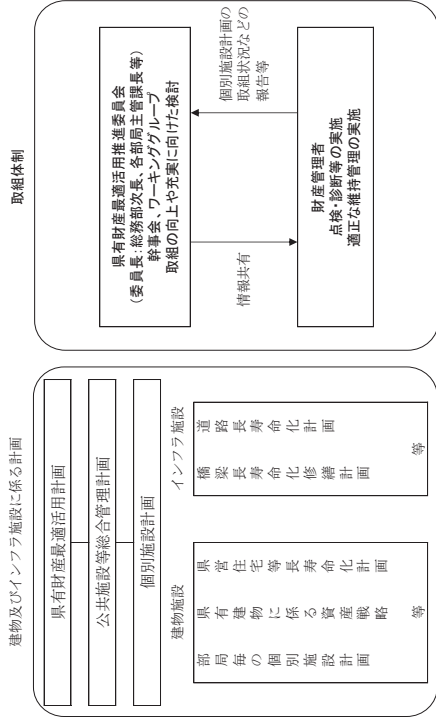 建物及びインフラ施設に係る計画
県有財産最適活用計画
公共施設等総合管理計画
個別施設計画
建物施設
部局毎の個別施設計画
県有建物に係る資産戦略
県営住宅等長寿命化計画
等
インフラ施設
橋梁長寿命化修繕計画
道路長寿命化計画
等
取組体制
県有財産最適活用推進委員会
(委員長:総務部次長、各部局主管課長等)
幹事会、ワーキンググループ
取組の向上や充実に向けた検討
情報共有
個別施設計画の
取組状況などの
報告等
財産管理者
点検・診断等の実施
適正な維持管理の実施